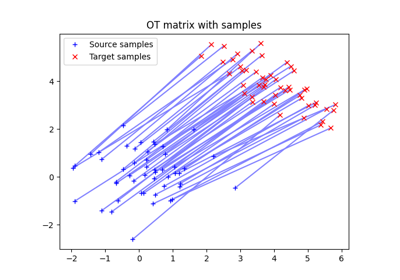 OT matrix with samples
Source samples
Target samples
4
2
0
−2
−2 −1 0 1 2 3 4 5 6